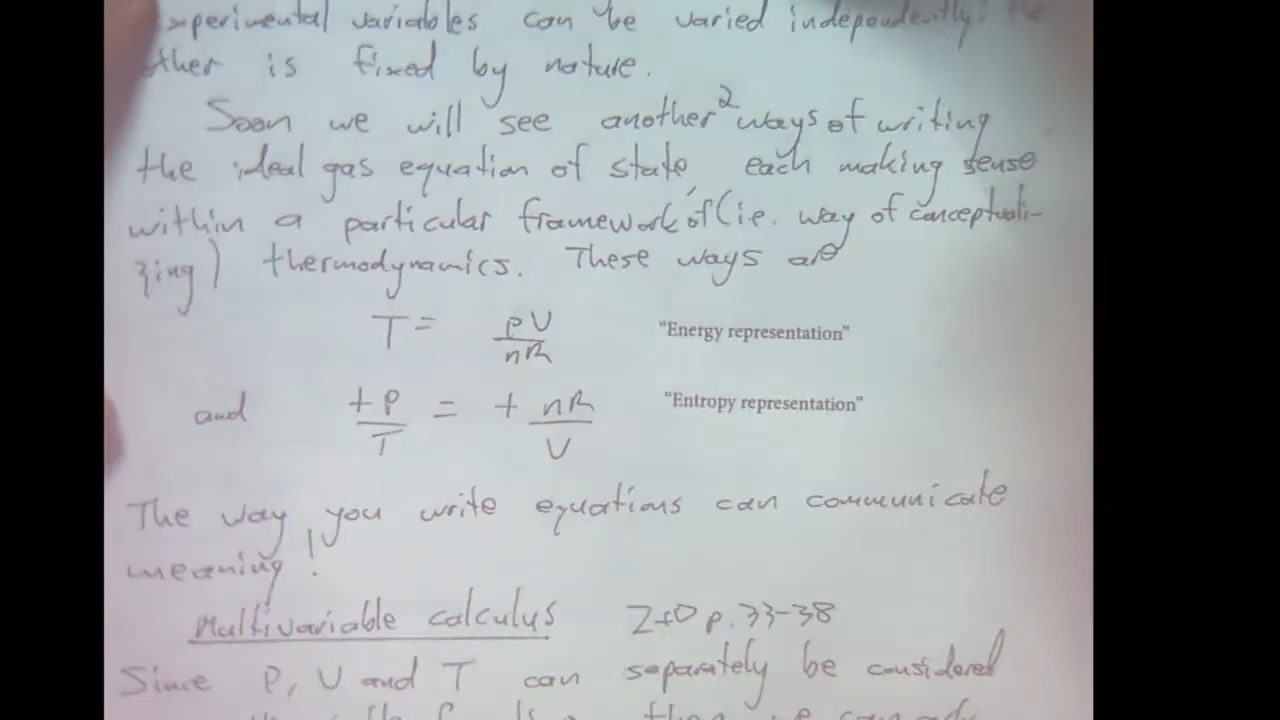 experimental variables can be varied independently. The
other is fixed by nature.
Soon we will see another 2 ways of writing
the ideal gas equation of state, each making sense
within a particular framework of (i.e. way of conceptuali-
zing) thermodynamics. These ways are
T = pV/nR "Energy representation"
and +P/T = + nR/V "Entropy representation"
The way you write equations can communicate
meaning!
Multivariable calculus Z+D p.33-38
Since P, V and T can separately be considered